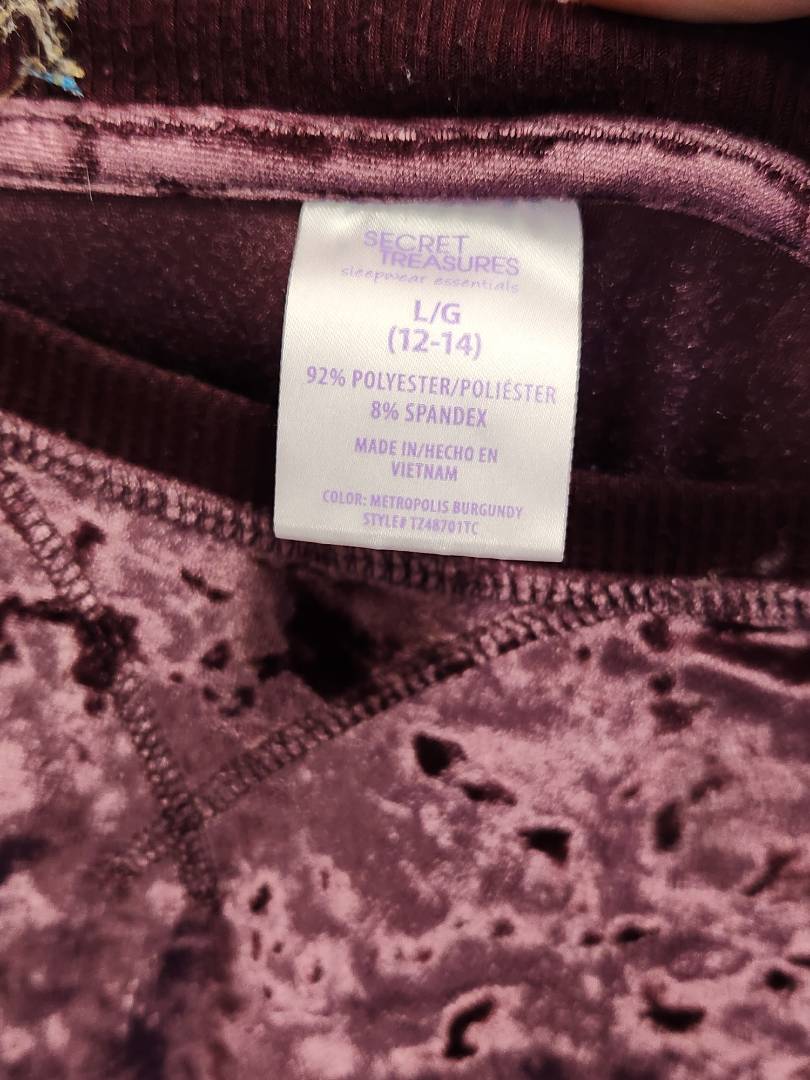 SECRET
TREASURES
sleepwear essentials
L/G
(12-14)
92% POLYESTER/POLIÉSTER
8% SPANDEX
MADE IN/HECHO EN
VIETNAM
COLOR: METROPOLIS BURGUNDY
STYLE# TZ48701TC